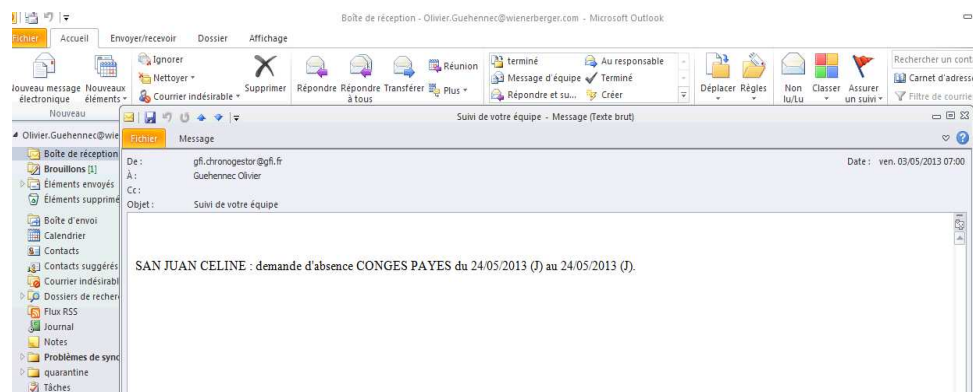 Boîte de réception - Olivier.Guehennec@wienerberger.com - Microsoft Outlook
Fichier Accueil Envoyer/recevoir Dossier Affichage
Nouveau message électronique
Nouveaux éléments
Ignorer
Nettoyer
Courrier indésirable
Supprimer
Répondre
Répondre à tous
Transférer
Réunion
Plus
terminé
Message d'équipe
Répondre et su...
Au responsable
Terminé
Créer
Déplacer
Règles
Non lu/Lu
Classer
Assurer un suivi
Rechercher un cont
Carnet d'adress
Filtre de courrie
Nouveau
Suivi de votre équipe - Message (Texte brut)
Fichier Message
De : gfi.chronogestor@gfi.fr
Date : ven. 03/05/2013 07:00
À : Guehennec Olivier
Cc :
Objet : Suivi de votre équipe
SAN JUAN CELINE : demande d'absence CONGES PAYES du 24/05/2013 (J) au 24/05/2013 (J).
Olivier.Guehennec@wie
Boîte de réception
Brouillons [1]
Éléments envoyés
Éléments supprimé
Boîte d'envoi
Calendrier
Contacts
Contacts suggérés
Courrier indésirabl
Dossiers de recher
Flux RSS
Journal
Notes
Problèmes de sync
quarantine
Tâches